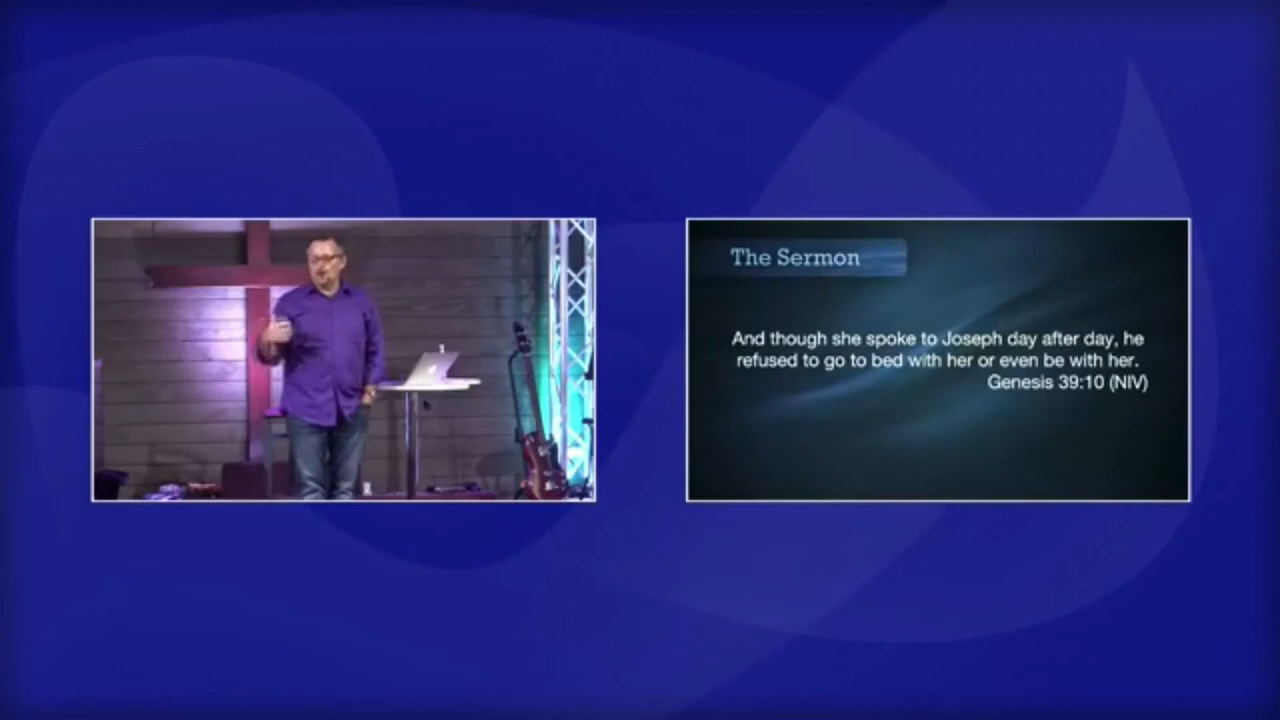 The Sermon
And though she spoke to Joseph day after day, he
refused to go to bed with her or even be with her.
Genesis 39:10 (NIV)